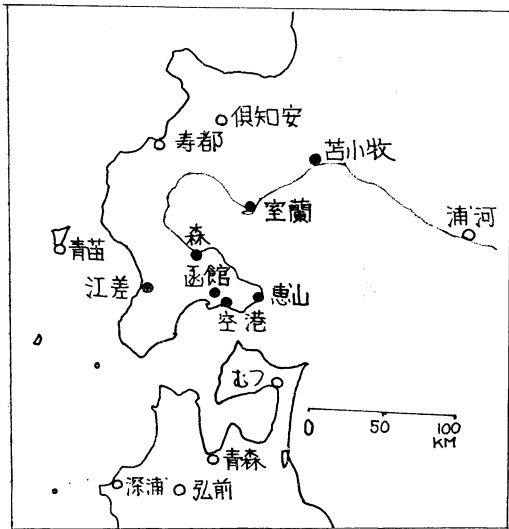 倶知安
寿都
苫小牧
室蘭
浦河
森
青苗
函館
江差
恵山
空港
むつ
0 50 100
KM
青森
深浦
弘前